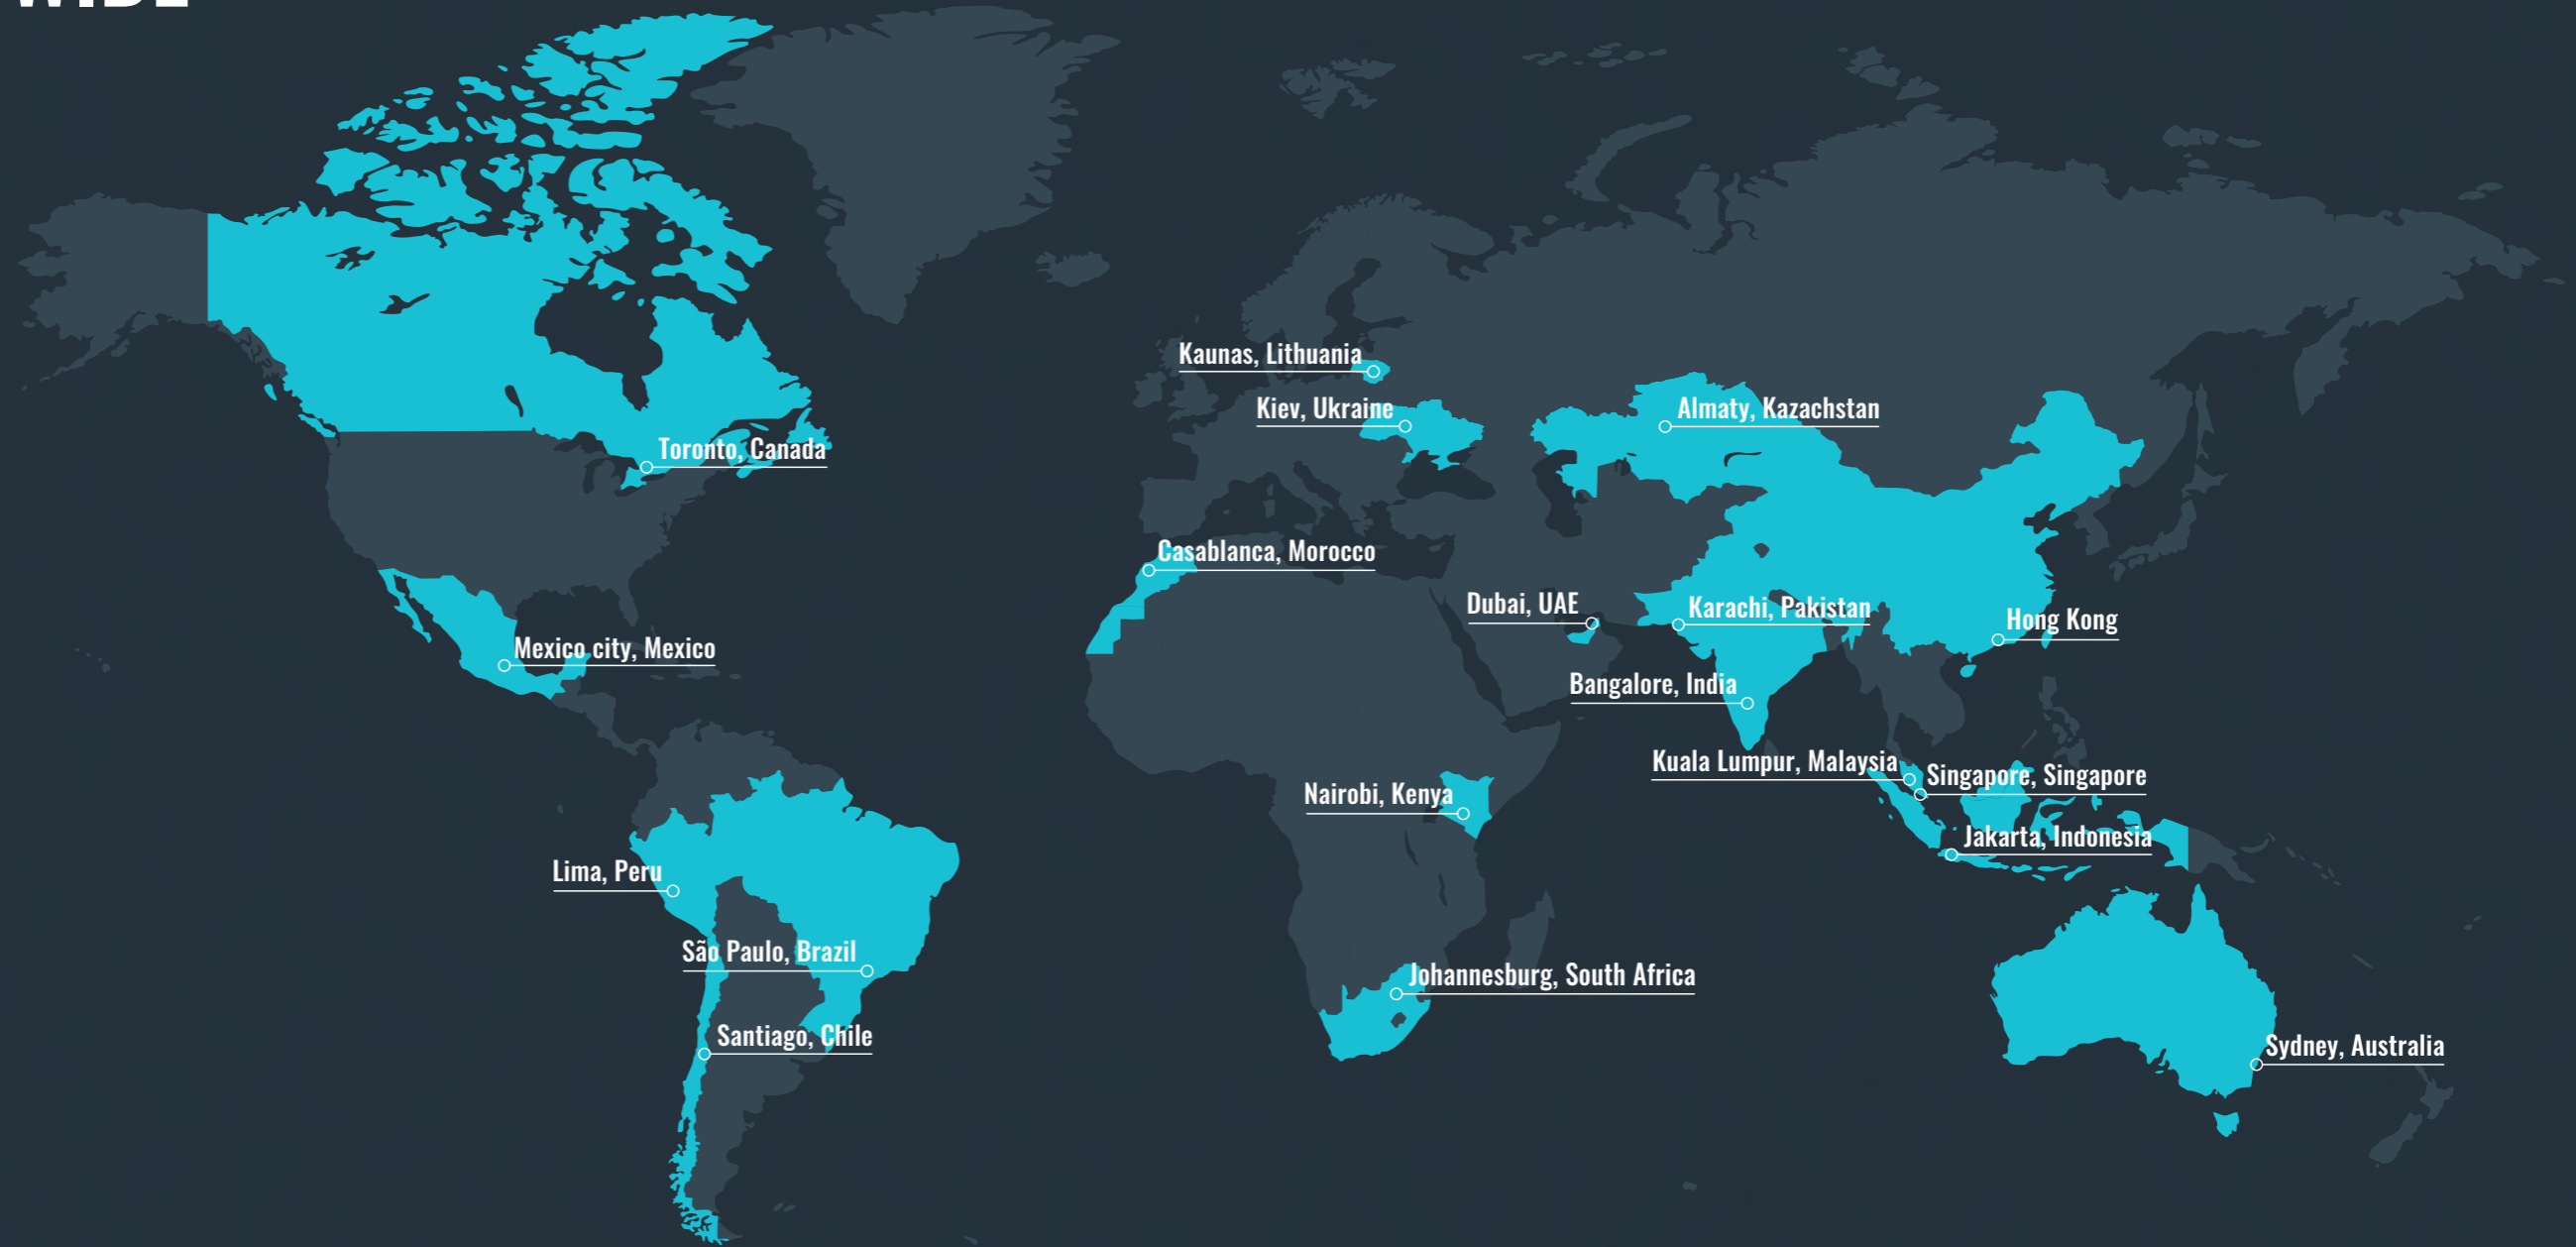 WIDE
Kaunas, Lithuania
Kiev, Ukraine
Almaty, Kazachstan
Toronto, Canada
Casablanca, Morocco
Dubai, UAE
Karachi, Pakistan
Hong Kong
Mexico city, Mexico
Bangalore, India
Kuala Lumpur, Malaysia
Singapore, Singapore
Nairobi, Kenya
Jakarta, Indonesia
Lima, Peru
São Paulo, Brazil
Johannesburg, South Africa
Santiago, Chile
Sydney, Australia